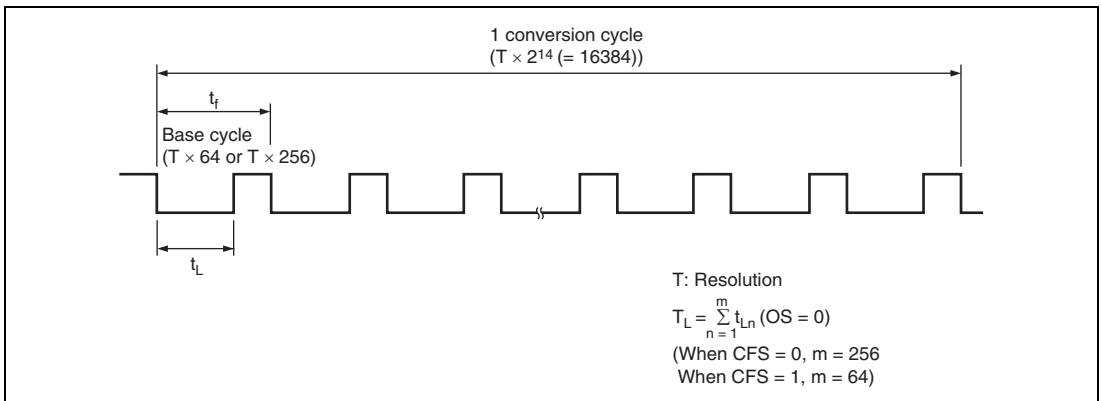 1 conversion cycle
(T × 2¹⁴ (= 16384))
t_f
Base cycle
(T × 64 or T × 256)
t_L
T: Resolution
m
T_L = Σ t_Ln (OS = 0)
n = 1
(When CFS = 0, m = 256
When CFS = 1, m = 64)